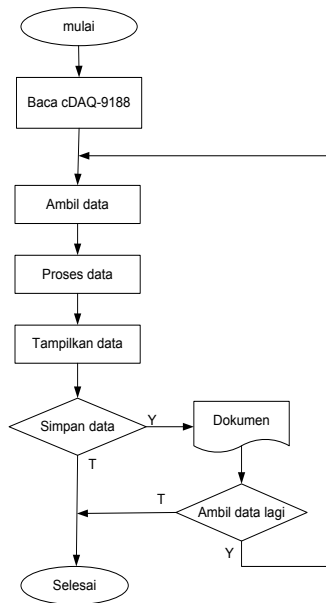 mulai
Baca cDAQ-9188
Ambil data
Proses data
Tampilkan data
Simpan data
Y
Dokumen
T
T
Ambil data lagi
Y
Selesai